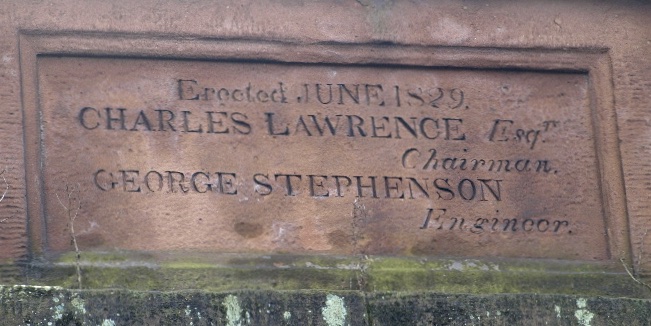 Erected JUNE 1829.
CHARLES LAWRENCE Esqr.
Chairman.
GEORGE STEPHENSON
Engineer.